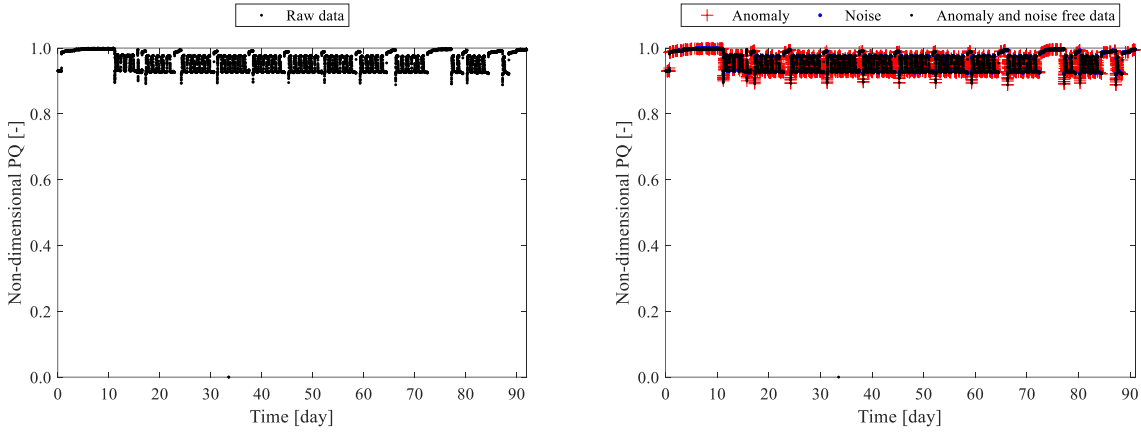 Raw data
1.0
0.8
0.6
0.4
0.2
0.0
Non-dimensional PQ [-]
0 10 20 30 40 50 60 70 80 90
Time [day]
Anomaly Noise Anomaly and noise free data
1.0
0.8
0.6
0.4
0.2
0.0
Non-dimensional PQ [-]
0 10 20 30 40 50 60 70 80 90
Time [day]